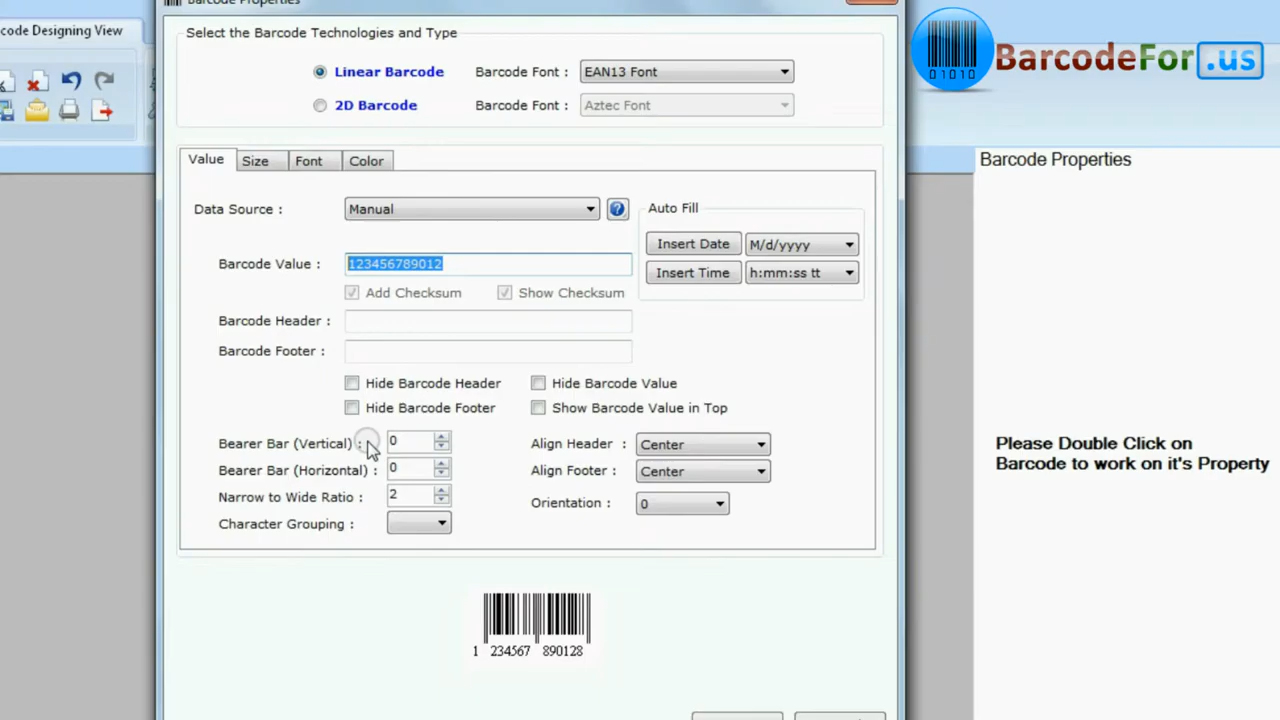 Barcode Properties
code Designing View
Select the Barcode Technologies and Type
Linear Barcode
Barcode Font :
EAN13 Font
2D Barcode
Barcode Font :
Aztec Font
01010
BarcodeFor.us
Value
Size
Font
Color
Data Source :
Manual
?
Auto Fill
Insert Date
M/d/yyyy
Barcode Value :
123456789012
Insert Time
h:mm:ss tt
Add Checksum
Show Checksum
Barcode Header :
Barcode Footer :
Hide Barcode Header
Hide Barcode Value
Hide Barcode Footer
Show Barcode Value in Top
Bearer Bar (Vertical) :
0
Align Header :
Center
Bearer Bar (Horizontal) :
0
Align Footer :
Center
Narrow to Wide Ratio :
2
Orientation :
0
Character Grouping :
1 234567 890128
Barcode Properties
Please Double Click on
Barcode to work on it's Property